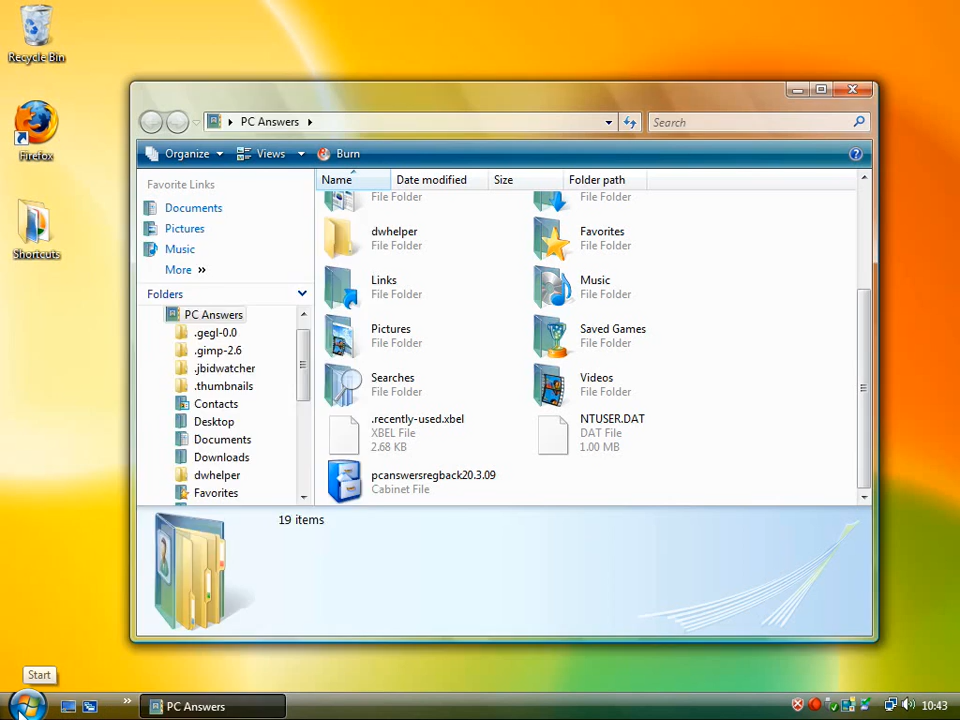 Recycle Bin
Firefox
Shortcuts
PC Answers
Search
Organize
Views
Burn
Favorite Links
Documents
Pictures
Music
More »
Folders
PC Answers
.gegl-0.0
.gimp-2.6
.jbidwatcher
.thumbnails
Contacts
Desktop
Documents
Downloads
dwhelper
Favorites
Name Date modified Size Folder path
File Folder
File Folder
dwhelper
File Folder
Favorites
File Folder
Links
File Folder
Music
File Folder
Pictures
File Folder
Saved Games
File Folder
Searches
File Folder
Videos
File Folder
.recently-used.xbel
XBEL File
2.68 KB
NTUSER.DAT
DAT File
1.00 MB
pcanswersregback20.3.09
Cabinet File
19 items
Start
PC Answers
10:43